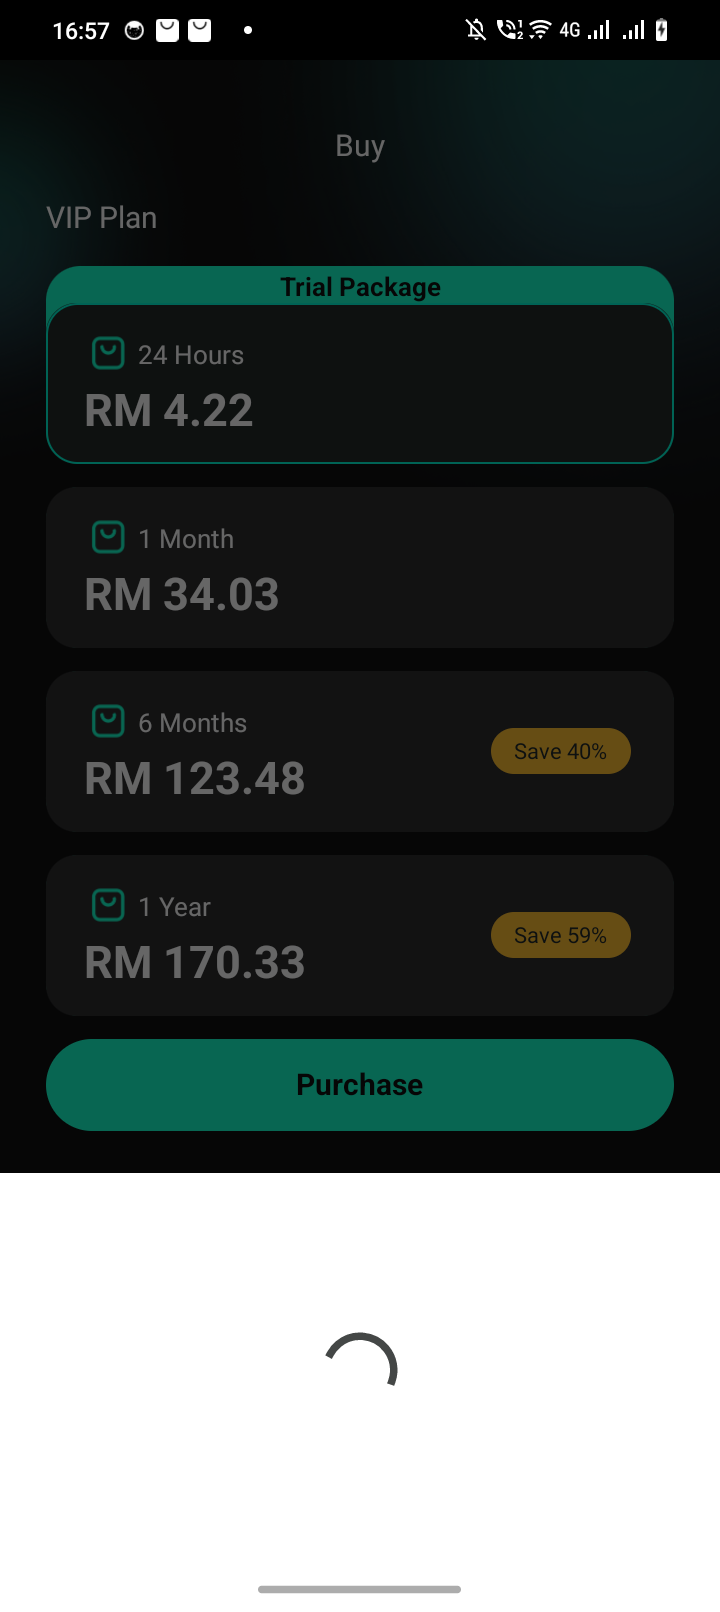 16:57
4G
Buy
VIP Plan
Trial Package
24 Hours
RM 4.22
1 Month
RM 34.03
6 Months
RM 123.48
Save 40%
1 Year
RM 170.33
Save 59%
Purchase